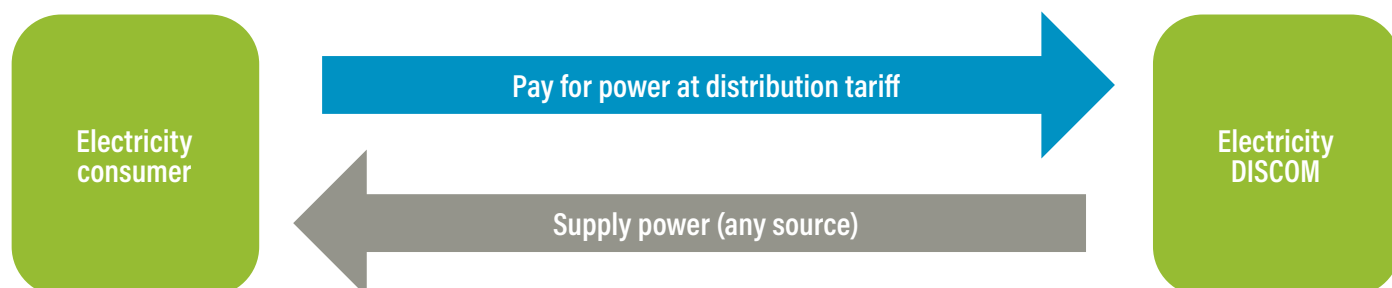 Pay for power at distribution tariff
Electricity
consumer
Electricity
DISCOM
Supply power (any source)